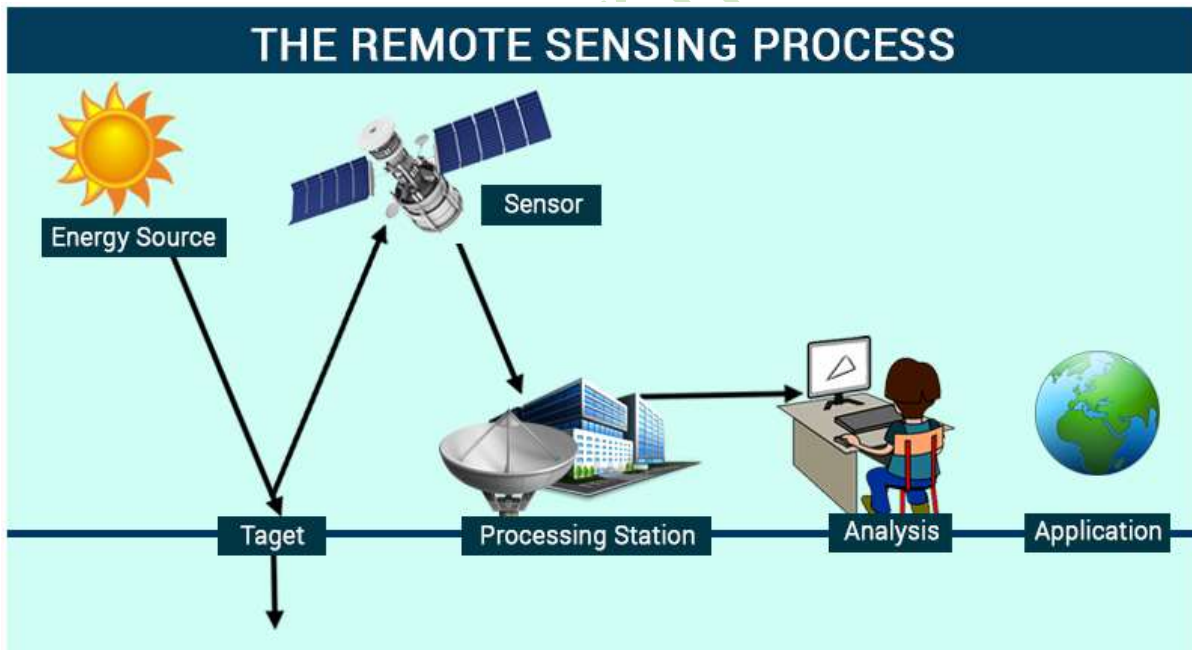 THE REMOTE SENSING PROCESS
Energy Source
Sensor
Taget
Processing Station
Analysis
Application